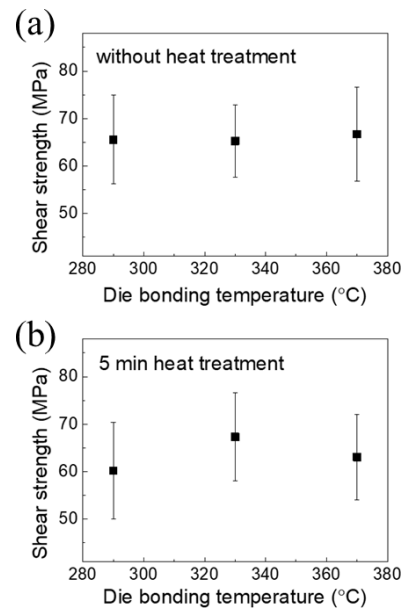 (a)
without heat treatment
Shear strength (MPa)
80
70
60
50
280 300 320 340 360 380
Die bonding temperature (°C)
(b)
5 min heat treatment
Shear strength (MPa)
80
70
60
50
280 300 320 340 360 380
Die bonding temperature (°C)